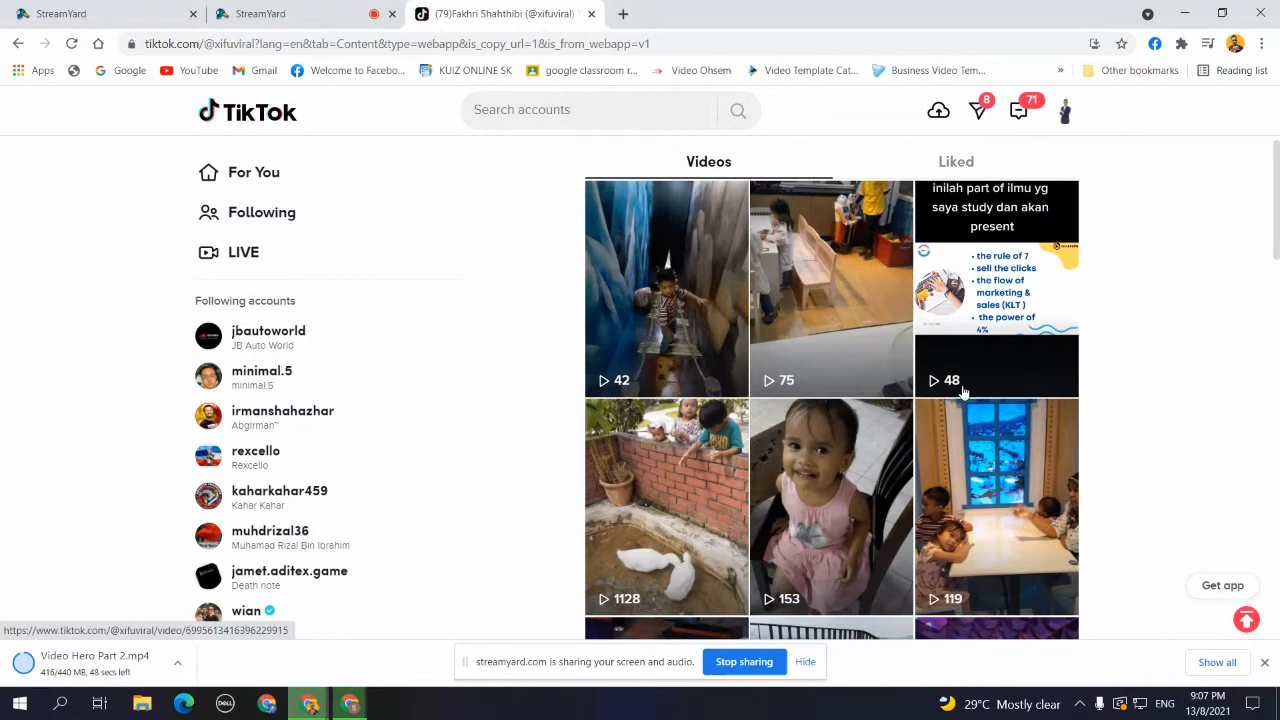 StreamYard
StreamYard
(79)Fakhri Shahthibi (@xifuviral)
tiktok.com/@xifuviral?lang=en&tab=Content&type=webapp&is_copy_url=1&is_from_webapp=v1
Apps
Google
YouTube
Gmail
Welcome to Facebo...
KUIZ ONLINE SK
google classroom r...
Video Ohsem
Video Template Cat...
Business Video Tem...
»
Other bookmarks
Reading list
TikTok
Search accounts
8
71
For You
Following
LIVE
Following accounts
jbautoworld
JB Auto World
minimal.5
minimal.5
irmanshahazhar
Abgirman~
rexcello
Rexcello
kaharkahar459
Kahar Kahar
muhdrizal36
Muhamad Rizal Bin Ibrahim
jamet.aditex.game
Death note
wian
Videos
Liked
42
75
inilah part of ilmu yg
saya study dan akan
present
• the rule of 7
• sell the clicks
• the flow of
marketing &
sales (KLT )
• the power of
4%
48
1128
153
119
Get app
https://www.tiktok.com/@xifuviral/video/6995613416396229915
Video Hero Part 2.mp4
416/440 MB, 48 secs left
streamyard.com is sharing your screen and audio.
Stop sharing
Hide
Show all
DELL
29°C Mostly clear
ENG
9:07 PM
13/8/2021